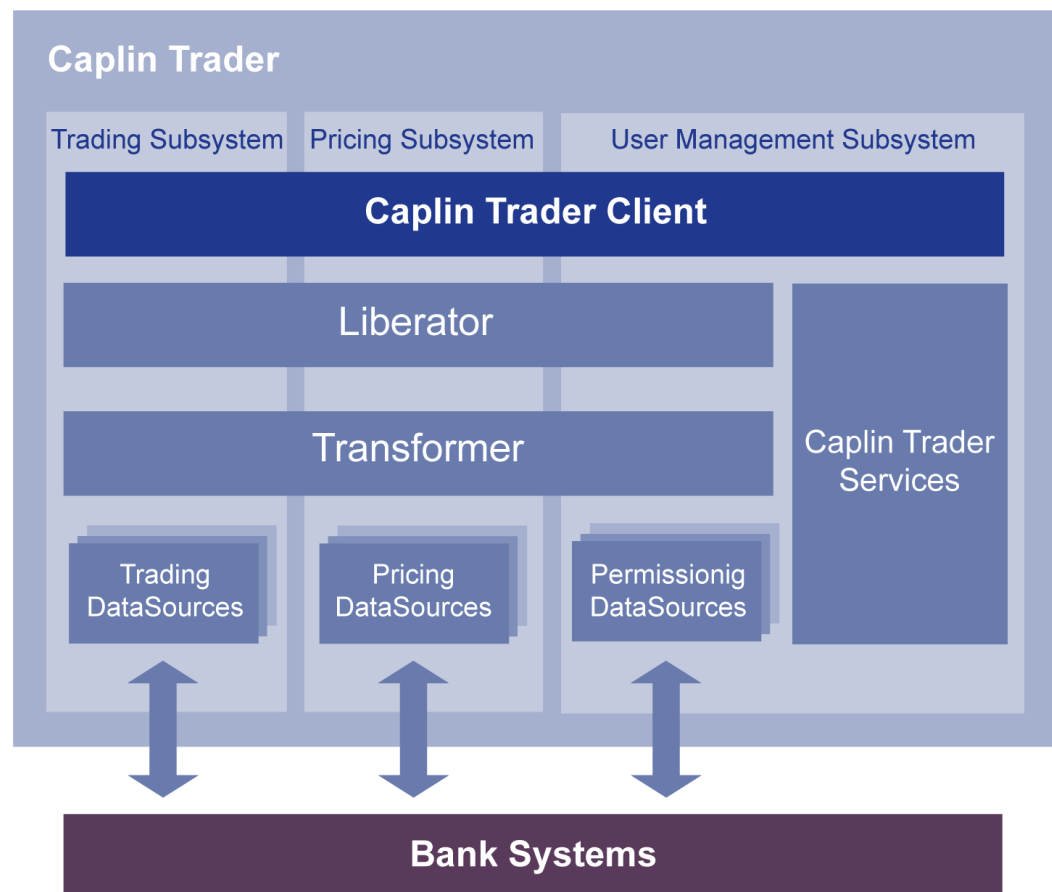 Caplin Trader
Trading Subsystem
Pricing Subsystem
User Management Subsystem
Caplin Trader Client
Liberator
Transformer
Caplin Trader
Services
Trading
DataSources
Pricing
DataSources
Permissionig
DataSources
Bank Systems